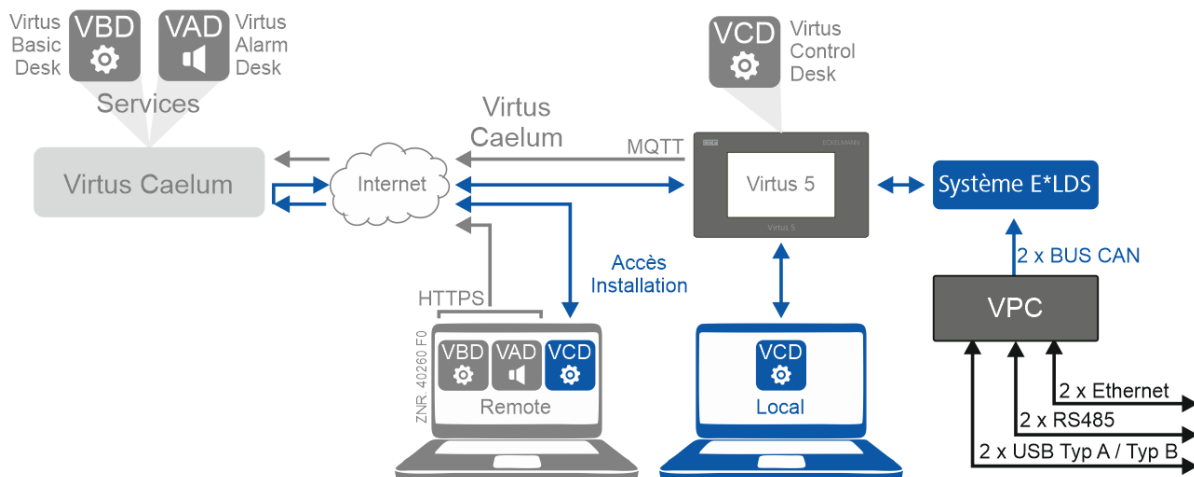 Virtus
Basic
Desk
VBD
VAD
Virtus
Alarm
Desk
Services
VCD
Virtus
Control
Desk
Virtus
Caelum
MQTT
ECKELMANN
Virtus Caelum
Internet
Virtus 5
Virtus 5
Système E*LDS
2 x BUS CAN
Accès
Installation
HTTPS
VPC
ZNR. 40260 F0
VBD
VAD
VCD
Remote
VCD
Local
2 x Ethernet
2 x RS485
2 x USB Typ A / Typ B